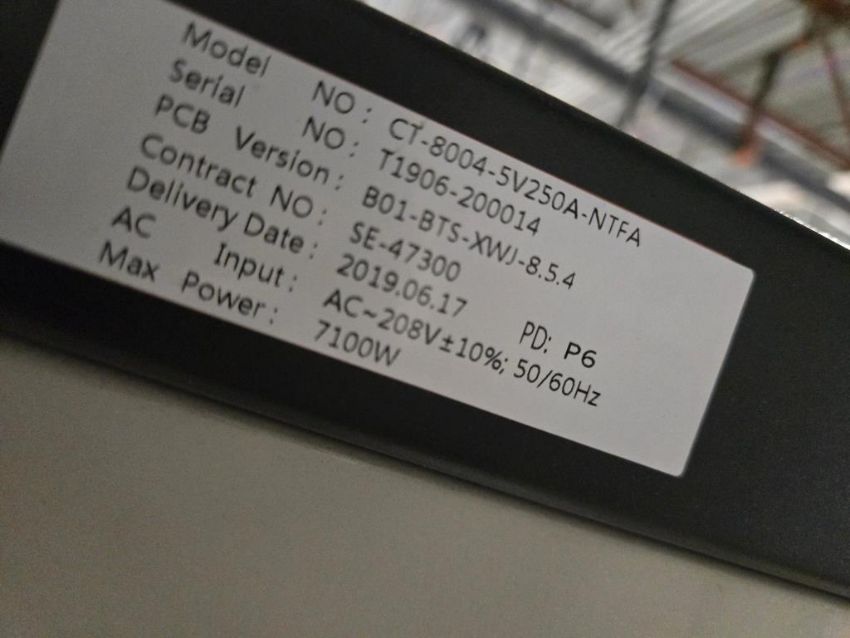 Model NO : CT-8004-5V250A-NTFA
Serial NO : T1906-200014
PCB Version : B01-BTS-XWJ-8.5.4
Contract NO : SE-47300
Delivery Date : 2019.06.17 PD: P6
AC Input : AC~208V±10%; 50/60Hz
Max Power : 7100W